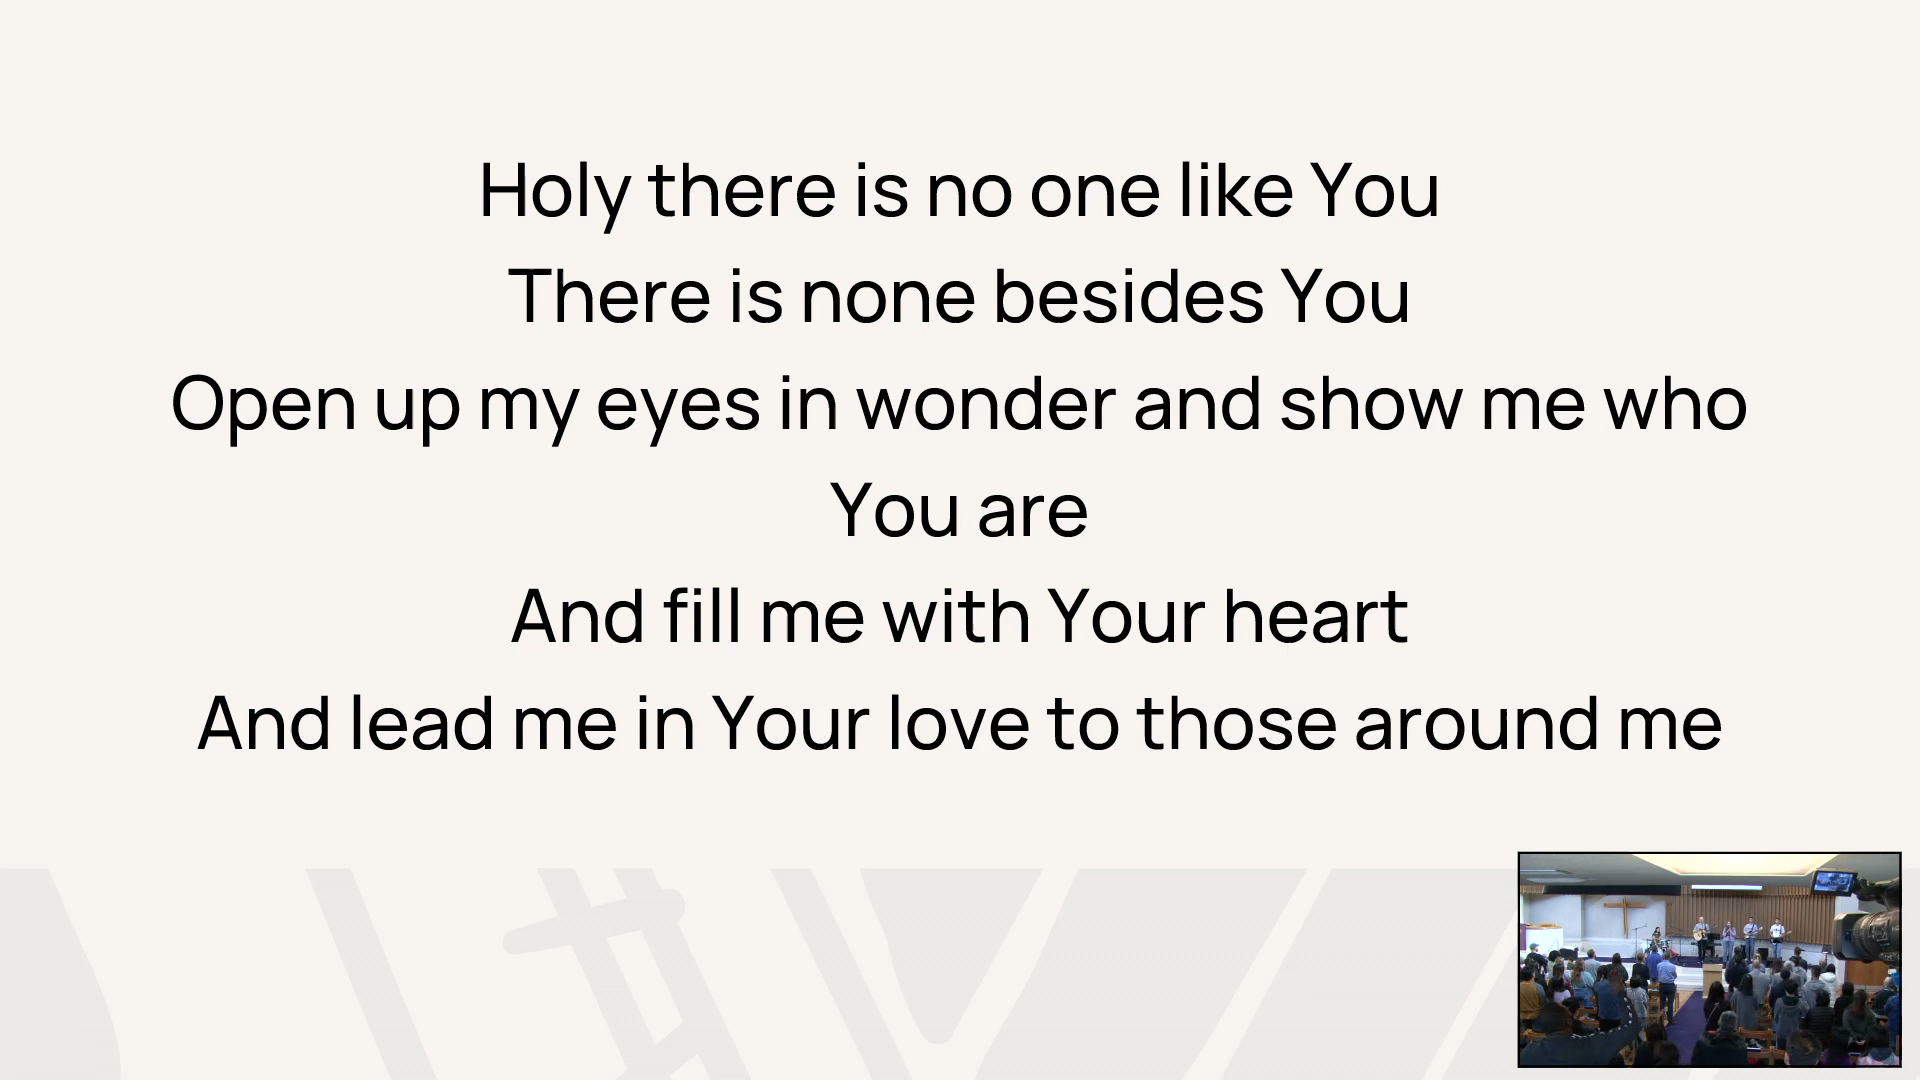 Holy there is no one like You
There is none besides You
Open up my eyes in wonder and show me who
You are
And fill me with Your heart
And lead me in Your love to those around me